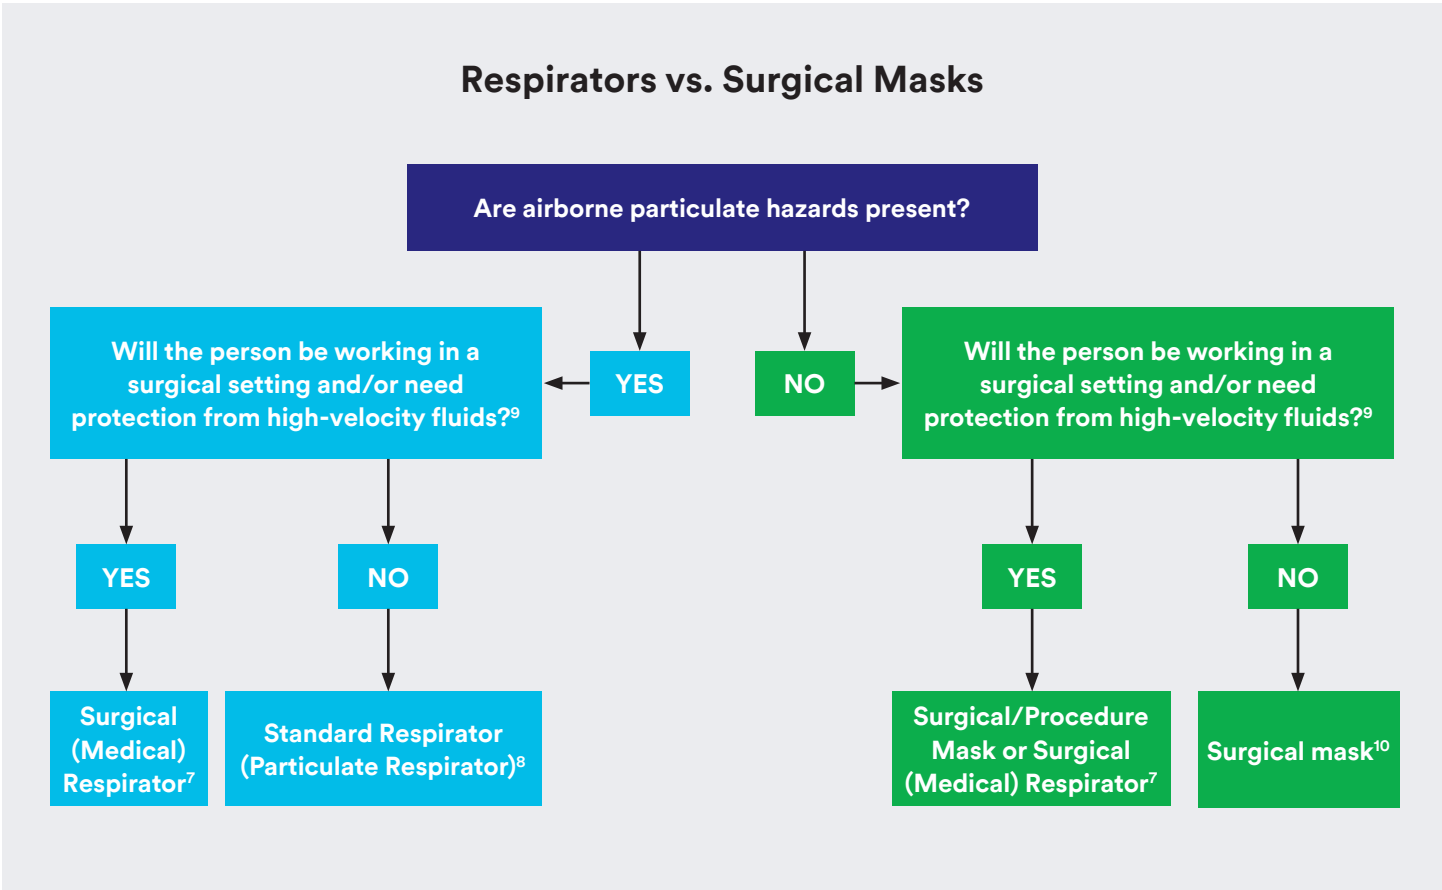 Respirators vs. Surgical Masks
Are airborne particulate hazards present?
Will the person be working in a
surgical setting and/or need
protection from high-velocity fluids?⁹
YES
NO
Will the person be working in a
surgical setting and/or need
protection from high-velocity fluids?⁹
YES
NO
YES
NO
Surgical
(Medical)
Respirator⁷
Standard Respirator
(Particulate Respirator)⁸
Surgical/Procedure
Mask or Surgical
(Medical) Respirator⁷
Surgical mask¹⁰